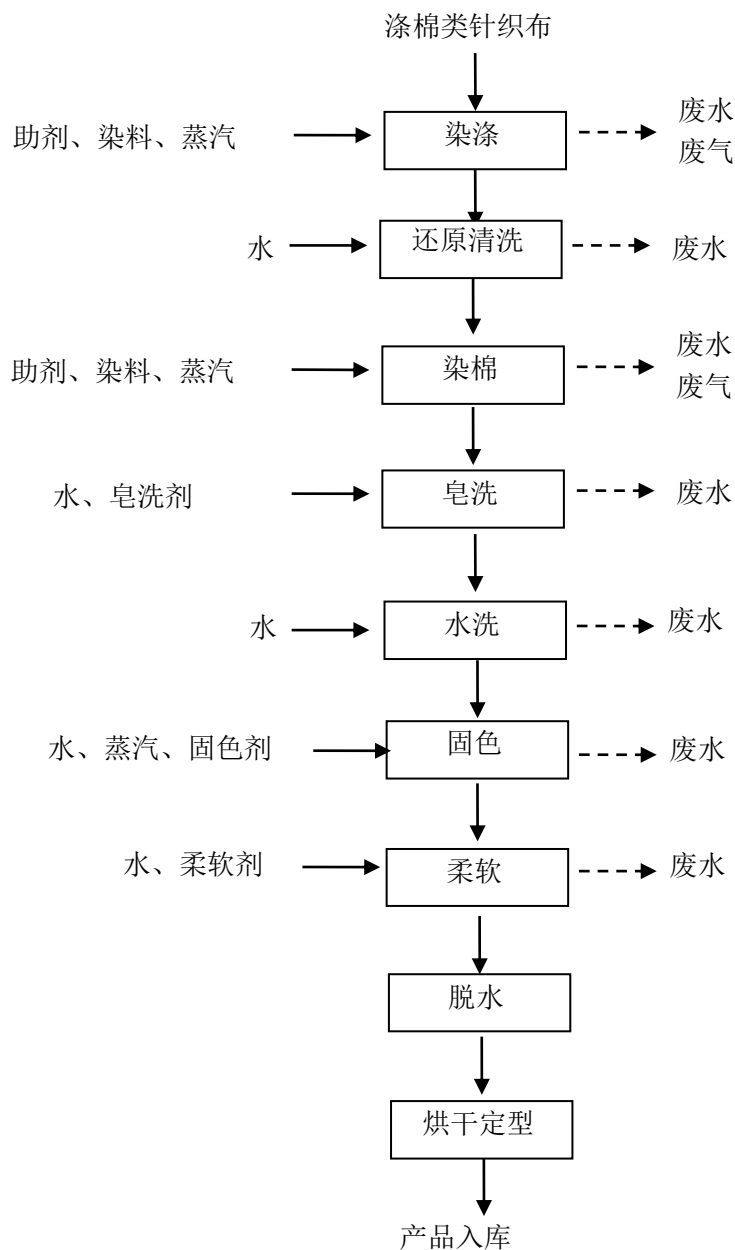 涤棉类针织布
助剂、染料、蒸汽
染涤
废水
废气
水
还原清洗
废水
助剂、染料、蒸汽
染棉
废水
废气
水、皂洗剂
皂洗
废水
水
水洗
废水
水、蒸汽、固色剂
固色
废水
水、柔软剂
柔软
废水
脱水
烘干定型
产品入库